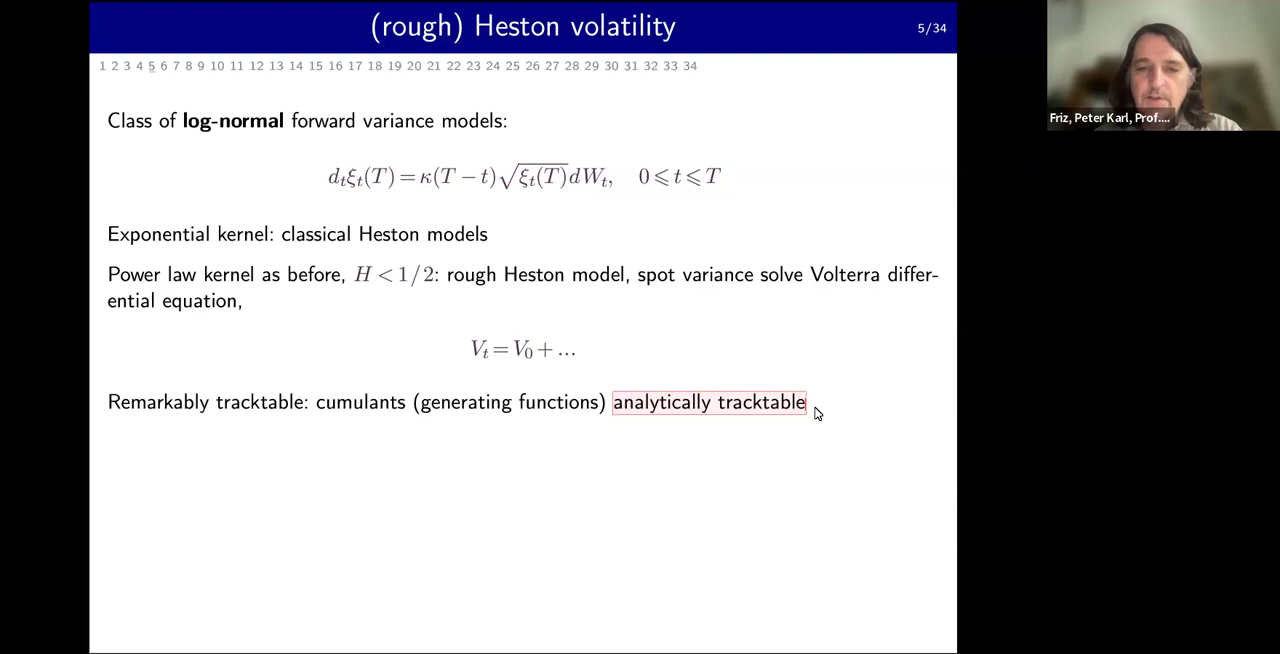 (rough) Heston volatility
5/34
1 2 3 4 5 6 7 8 9 10 11 12 13 14 15 16 17 18 19 20 21 22 23 24 25 26 27 28 29 30 31 32 33 34
Class of log-normal forward variance models:
d_tξ_t(T) = κ(T − t)√ξ_t(T)dW_t, 0 ⩽ t ⩽ T
Exponential kernel: classical Heston models
Power law kernel as before, H < 1/2: rough Heston model, spot variance solve Volterra differ-
ential equation,
V_t = V_0 + ...
Remarkably tracktable: cumulants (generating functions) analytically tracktable
Friz, Peter Karl, Prof....